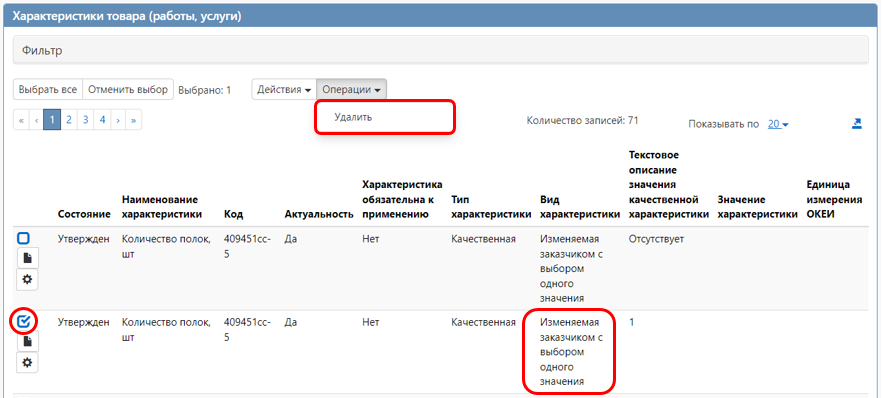 Характеристики товара (работы, услуги)
Фильтр
Выбрать все Отменить выбор Выбрано: 1 Действия Операции
Удалить
« ‹ 1 2 3 4 › » Количество записей: 71 Показывать по 20
Состояние Наименование характеристики Код Актуальность Характеристика обязательна к применению Тип характеристики Вид характеристики Текстовое описание значения качественной характеристики Значение характеристики Единица измерения ОКЕИ
Утвержден Количество полок, 409451cc- Да Нет Качественная Изменяемая Отсутствует
шт 5 заказчиком с
выбором
одного
значения
Утвержден Количество полок, 409451cc- Да Нет Качественная Изменяемая 1
шт 5 заказчиком с
выбором
одного
значения